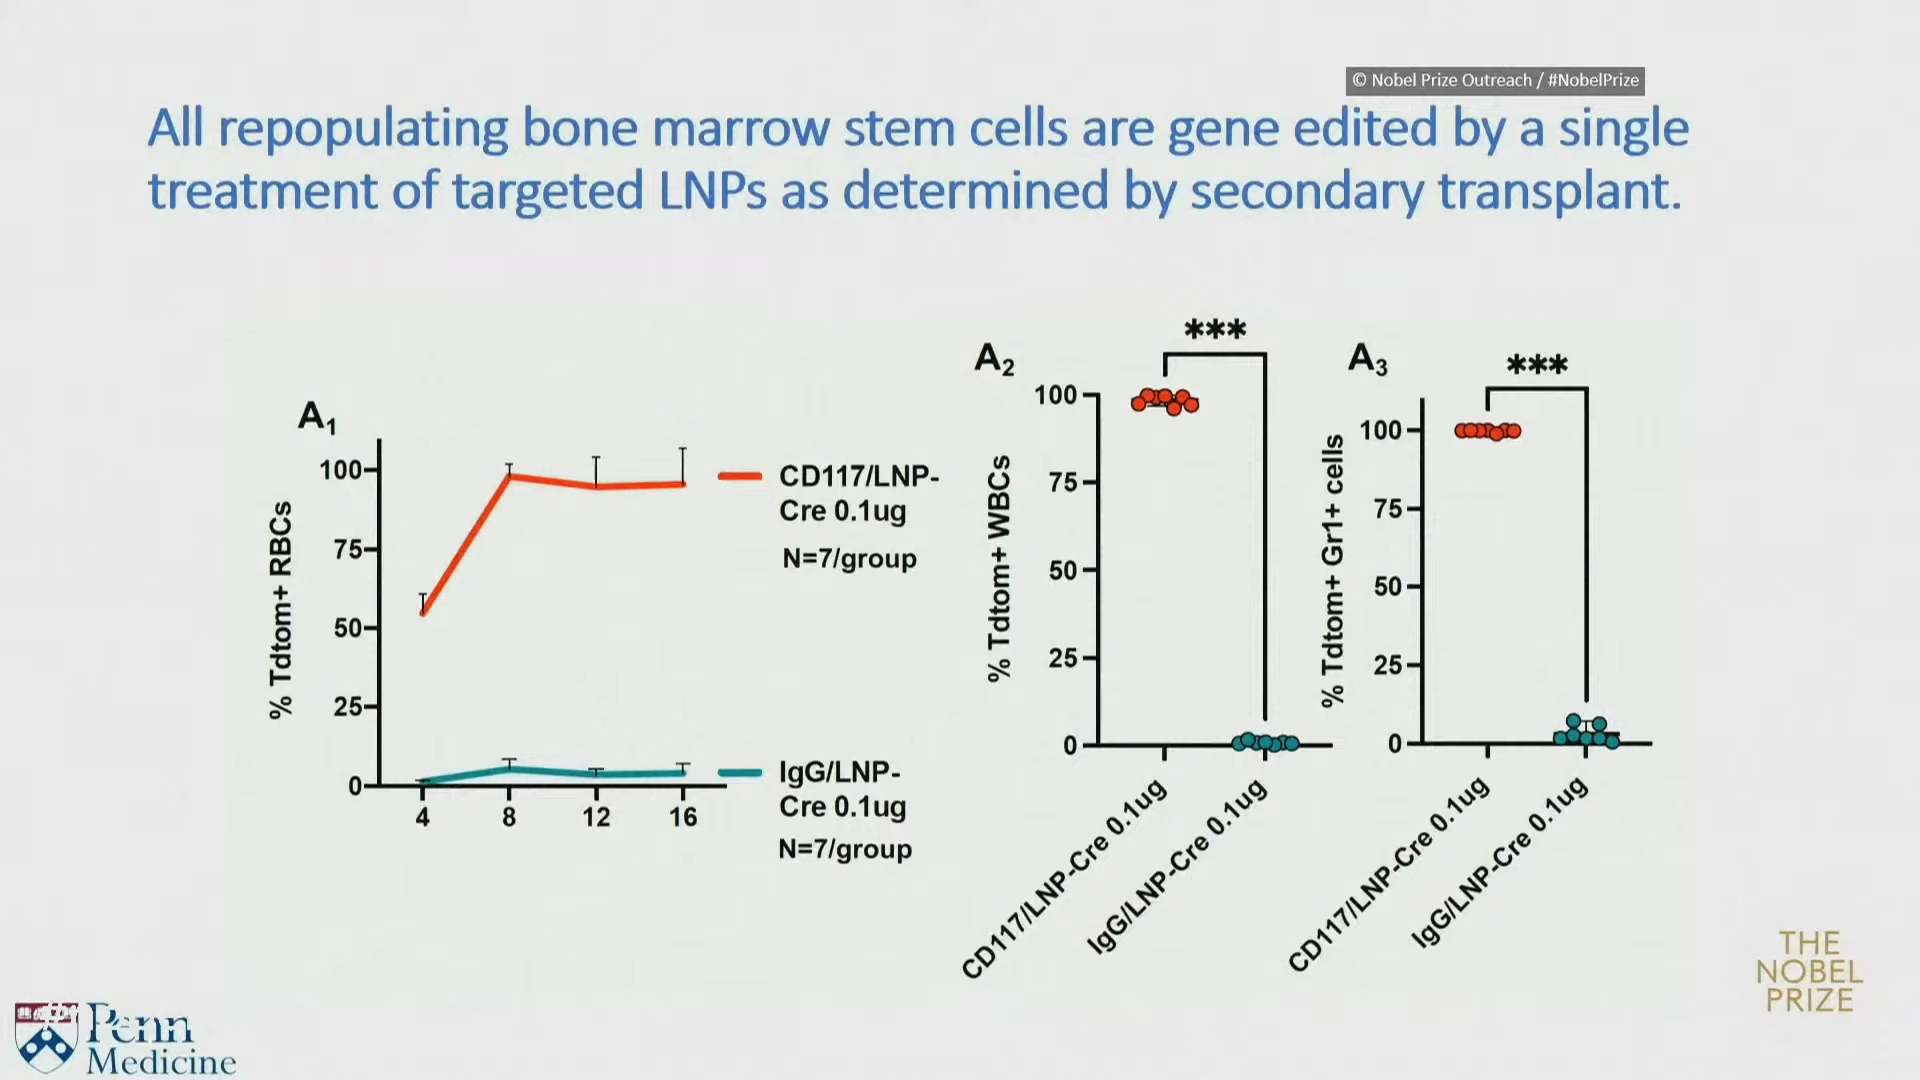 © Nobel Prize Outreach / #NobelPrize
All repopulating bone marrow stem cells are gene edited by a single
treatment of targeted LNPs as determined by secondary transplant.
A1
% Tdtom+ RBCs
100
75
50
25
0
4 8 12 16
CD117/LNP-
Cre 0.1ug
N=7/group
IgG/LNP-
Cre 0.1ug
N=7/group
A2
***
% Tdtom+ WBCs
100
75
50
25
0
CD117/LNP-Cre 0.1ug
IgG/LNP-Cre 0.1ug
A3
***
% Tdtom+ Gr1+ cells
100
75
50
25
0
CD117/LNP-Cre 0.1ug
IgG/LNP-Cre 0.1ug
Penn
Medicine
THE
NOBEL
PRIZE